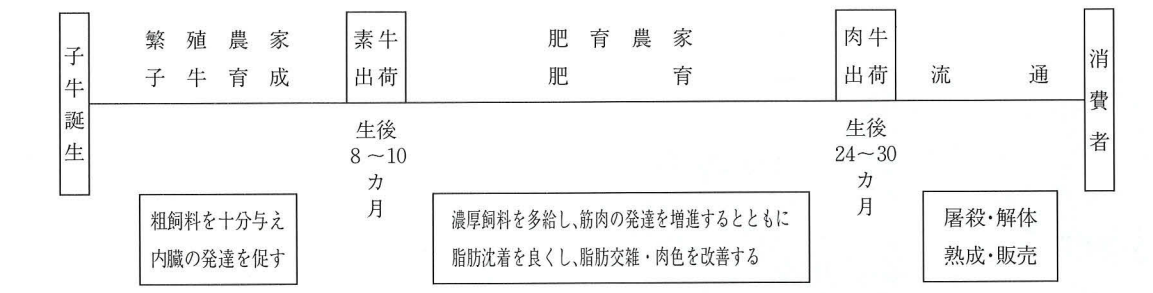 子牛誕生
繁殖農家
子牛育成
素牛
出荷
肥育農家
肥育
肉牛
出荷
流通
消費者
生後
8～10
カ
月
生後
24～30
カ
月
粗飼料を十分与え
内臓の発達を促す
濃厚飼料を多給し、筋肉の発達を増進するとともに
脂肪沈着を良くし、脂肪交雑・肉色を改善する
屠殺・解体
熟成・販売